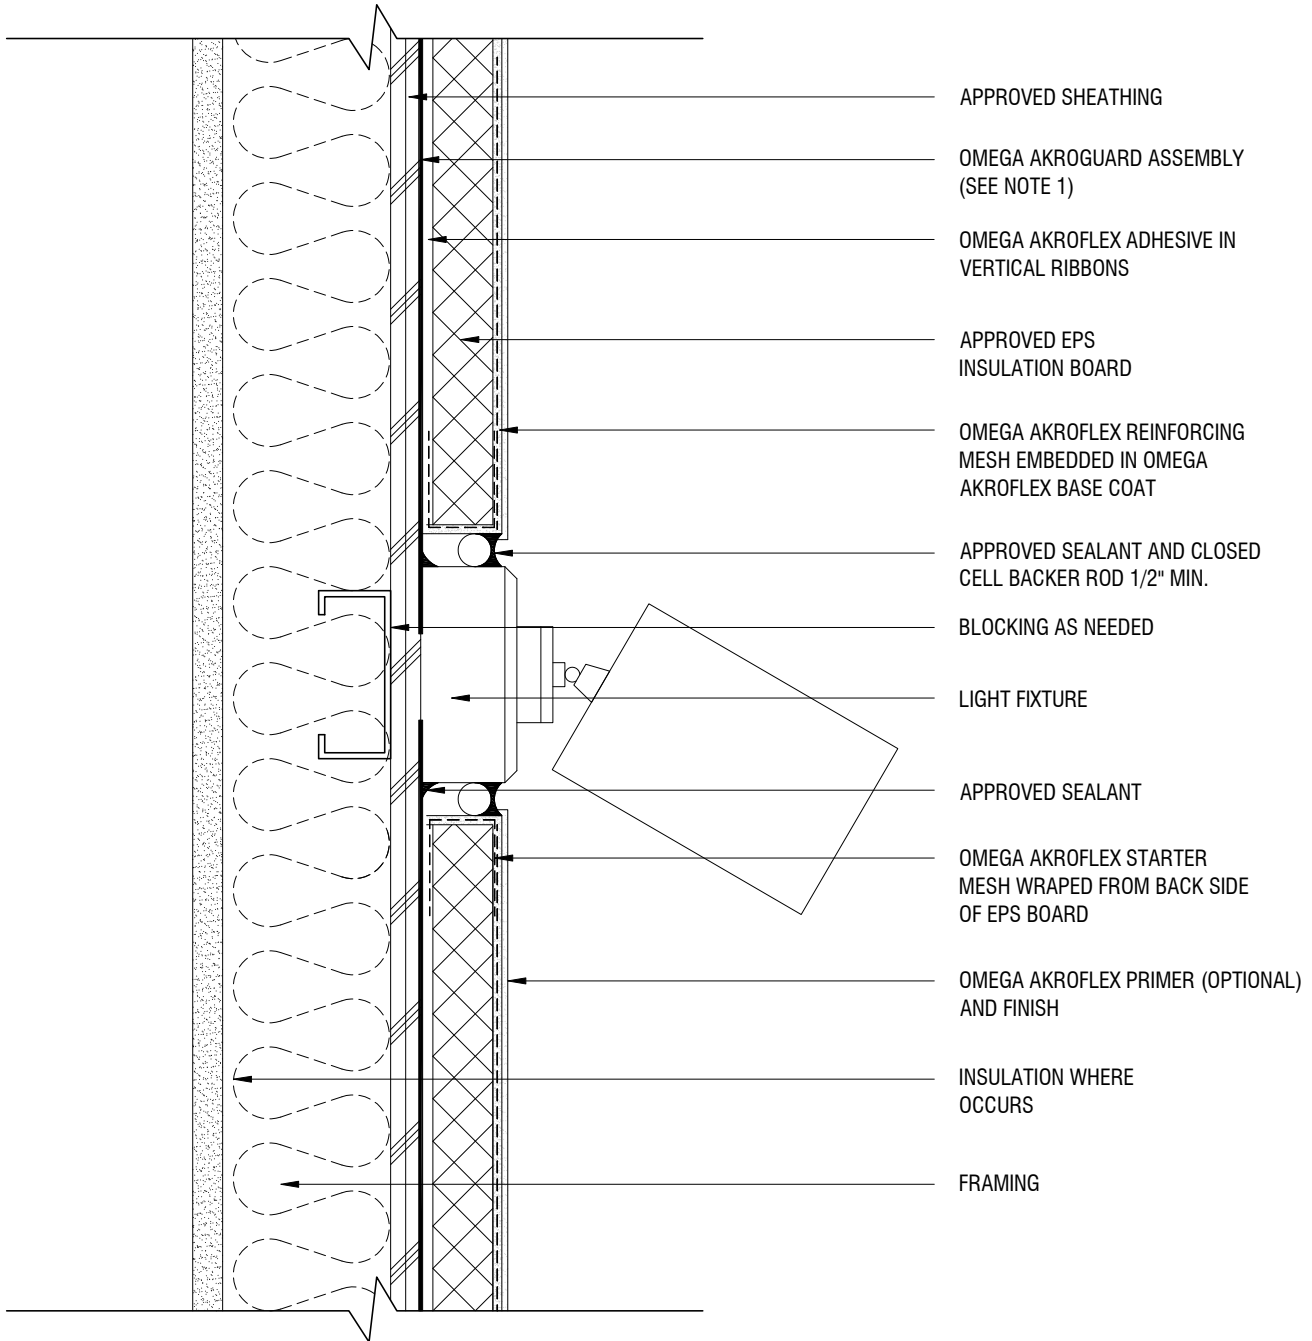 APPROVED SHEATHING
OMEGA AKROGUARD ASSEMBLY
(SEE NOTE 1)
OMEGA AKROFLEX ADHESIVE IN
VERTICAL RIBBONS
APPROVED EPS
INSULATION BOARD
OMEGA AKROFLEX REINFORCING
MESH EMBEDDED IN OMEGA
AKROFLEX BASE COAT
APPROVED SEALANT AND CLOSED
CELL BACKER ROD 1/2" MIN.
BLOCKING AS NEEDED
LIGHT FIXTURE
APPROVED SEALANT
OMEGA AKROFLEX STARTER
MESH WRAPED FROM BACK SIDE
OF EPS BOARD
OMEGA AKROFLEX PRIMER (OPTIONAL)
AND FINISH
INSULATION WHERE
OCCURS
FRAMING